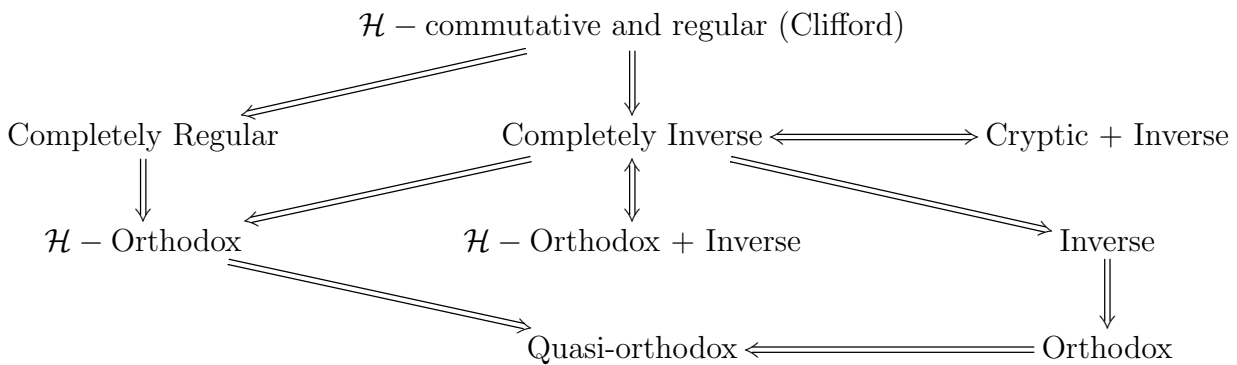 ℋ – commutative and regular (Clifford)
Completely Regular
Completely Inverse
Cryptic + Inverse
ℋ – Orthodox
ℋ – Orthodox + Inverse
Inverse
Quasi-orthodox
Orthodox